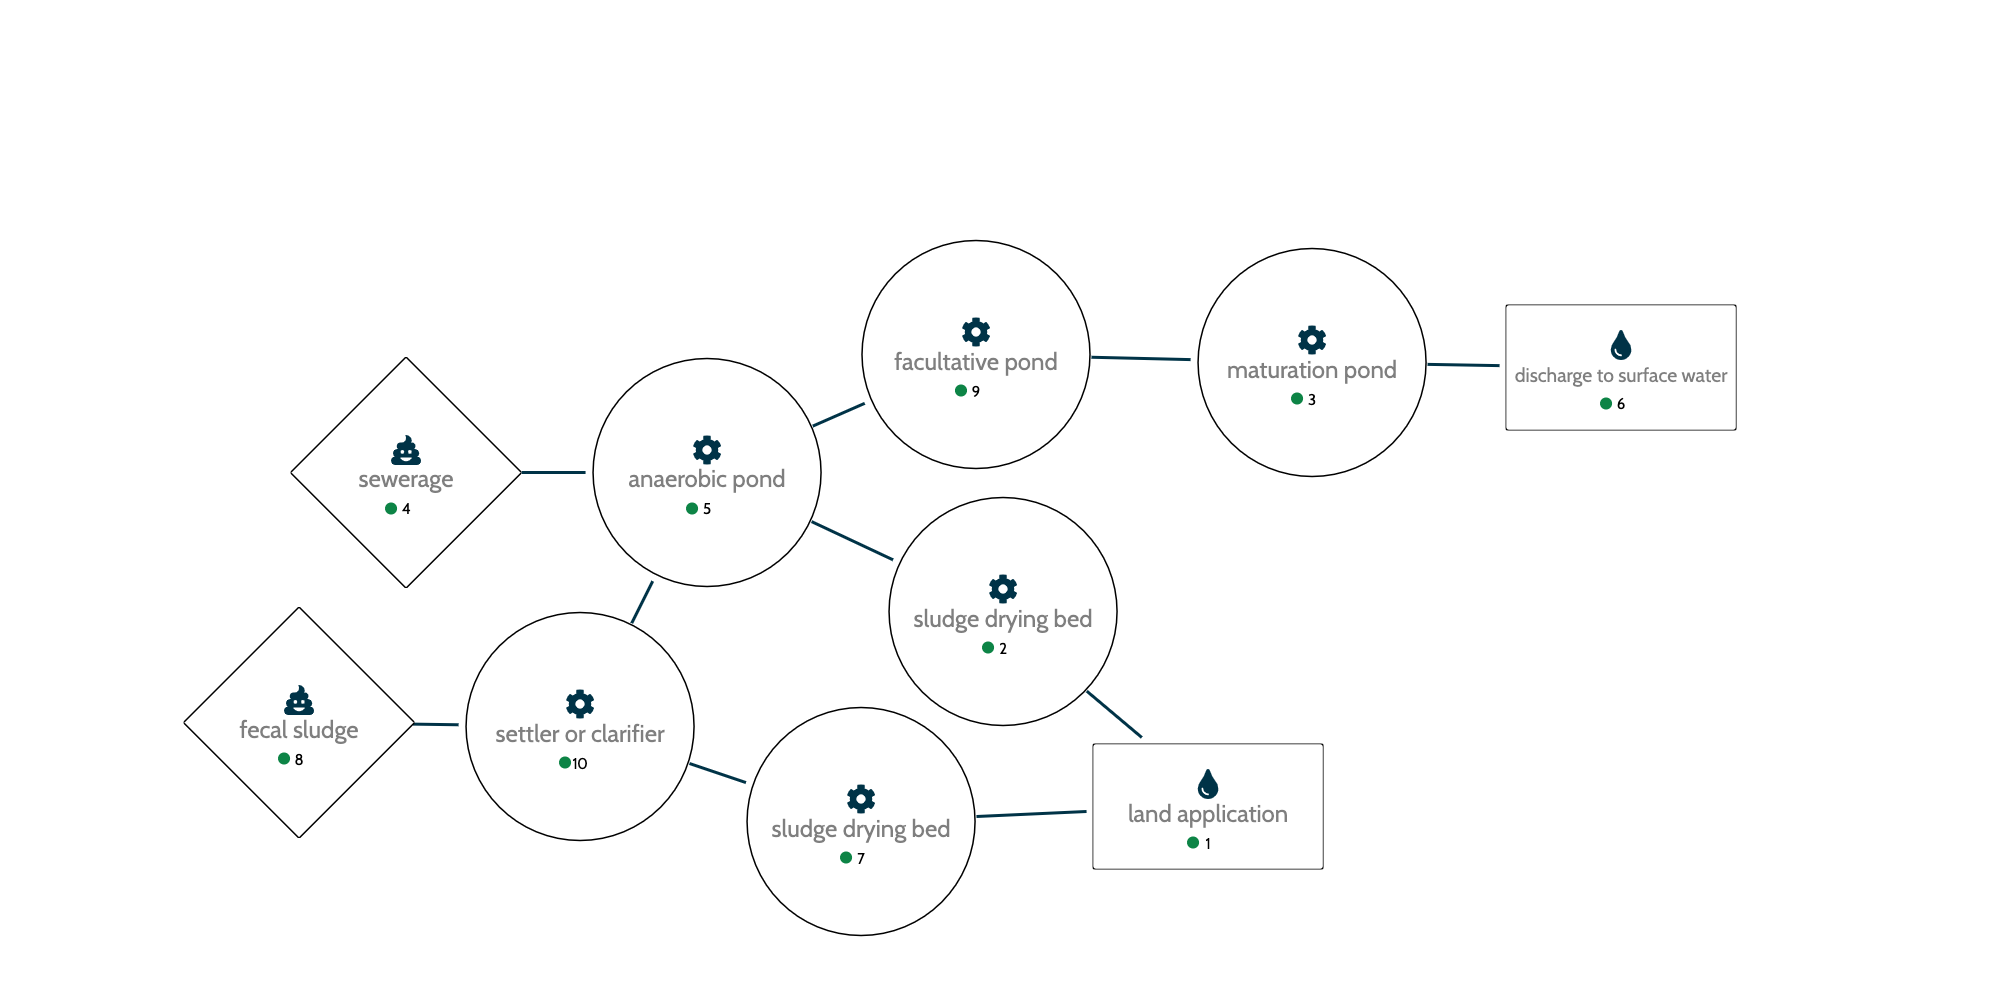 facultative pond
9
maturation pond
3
discharge to surface water
6
sewerage
4
anaerobic pond
5
sludge drying bed
2
fecal sludge
8
settler or clarifier
10
sludge drying bed
7
land application
1